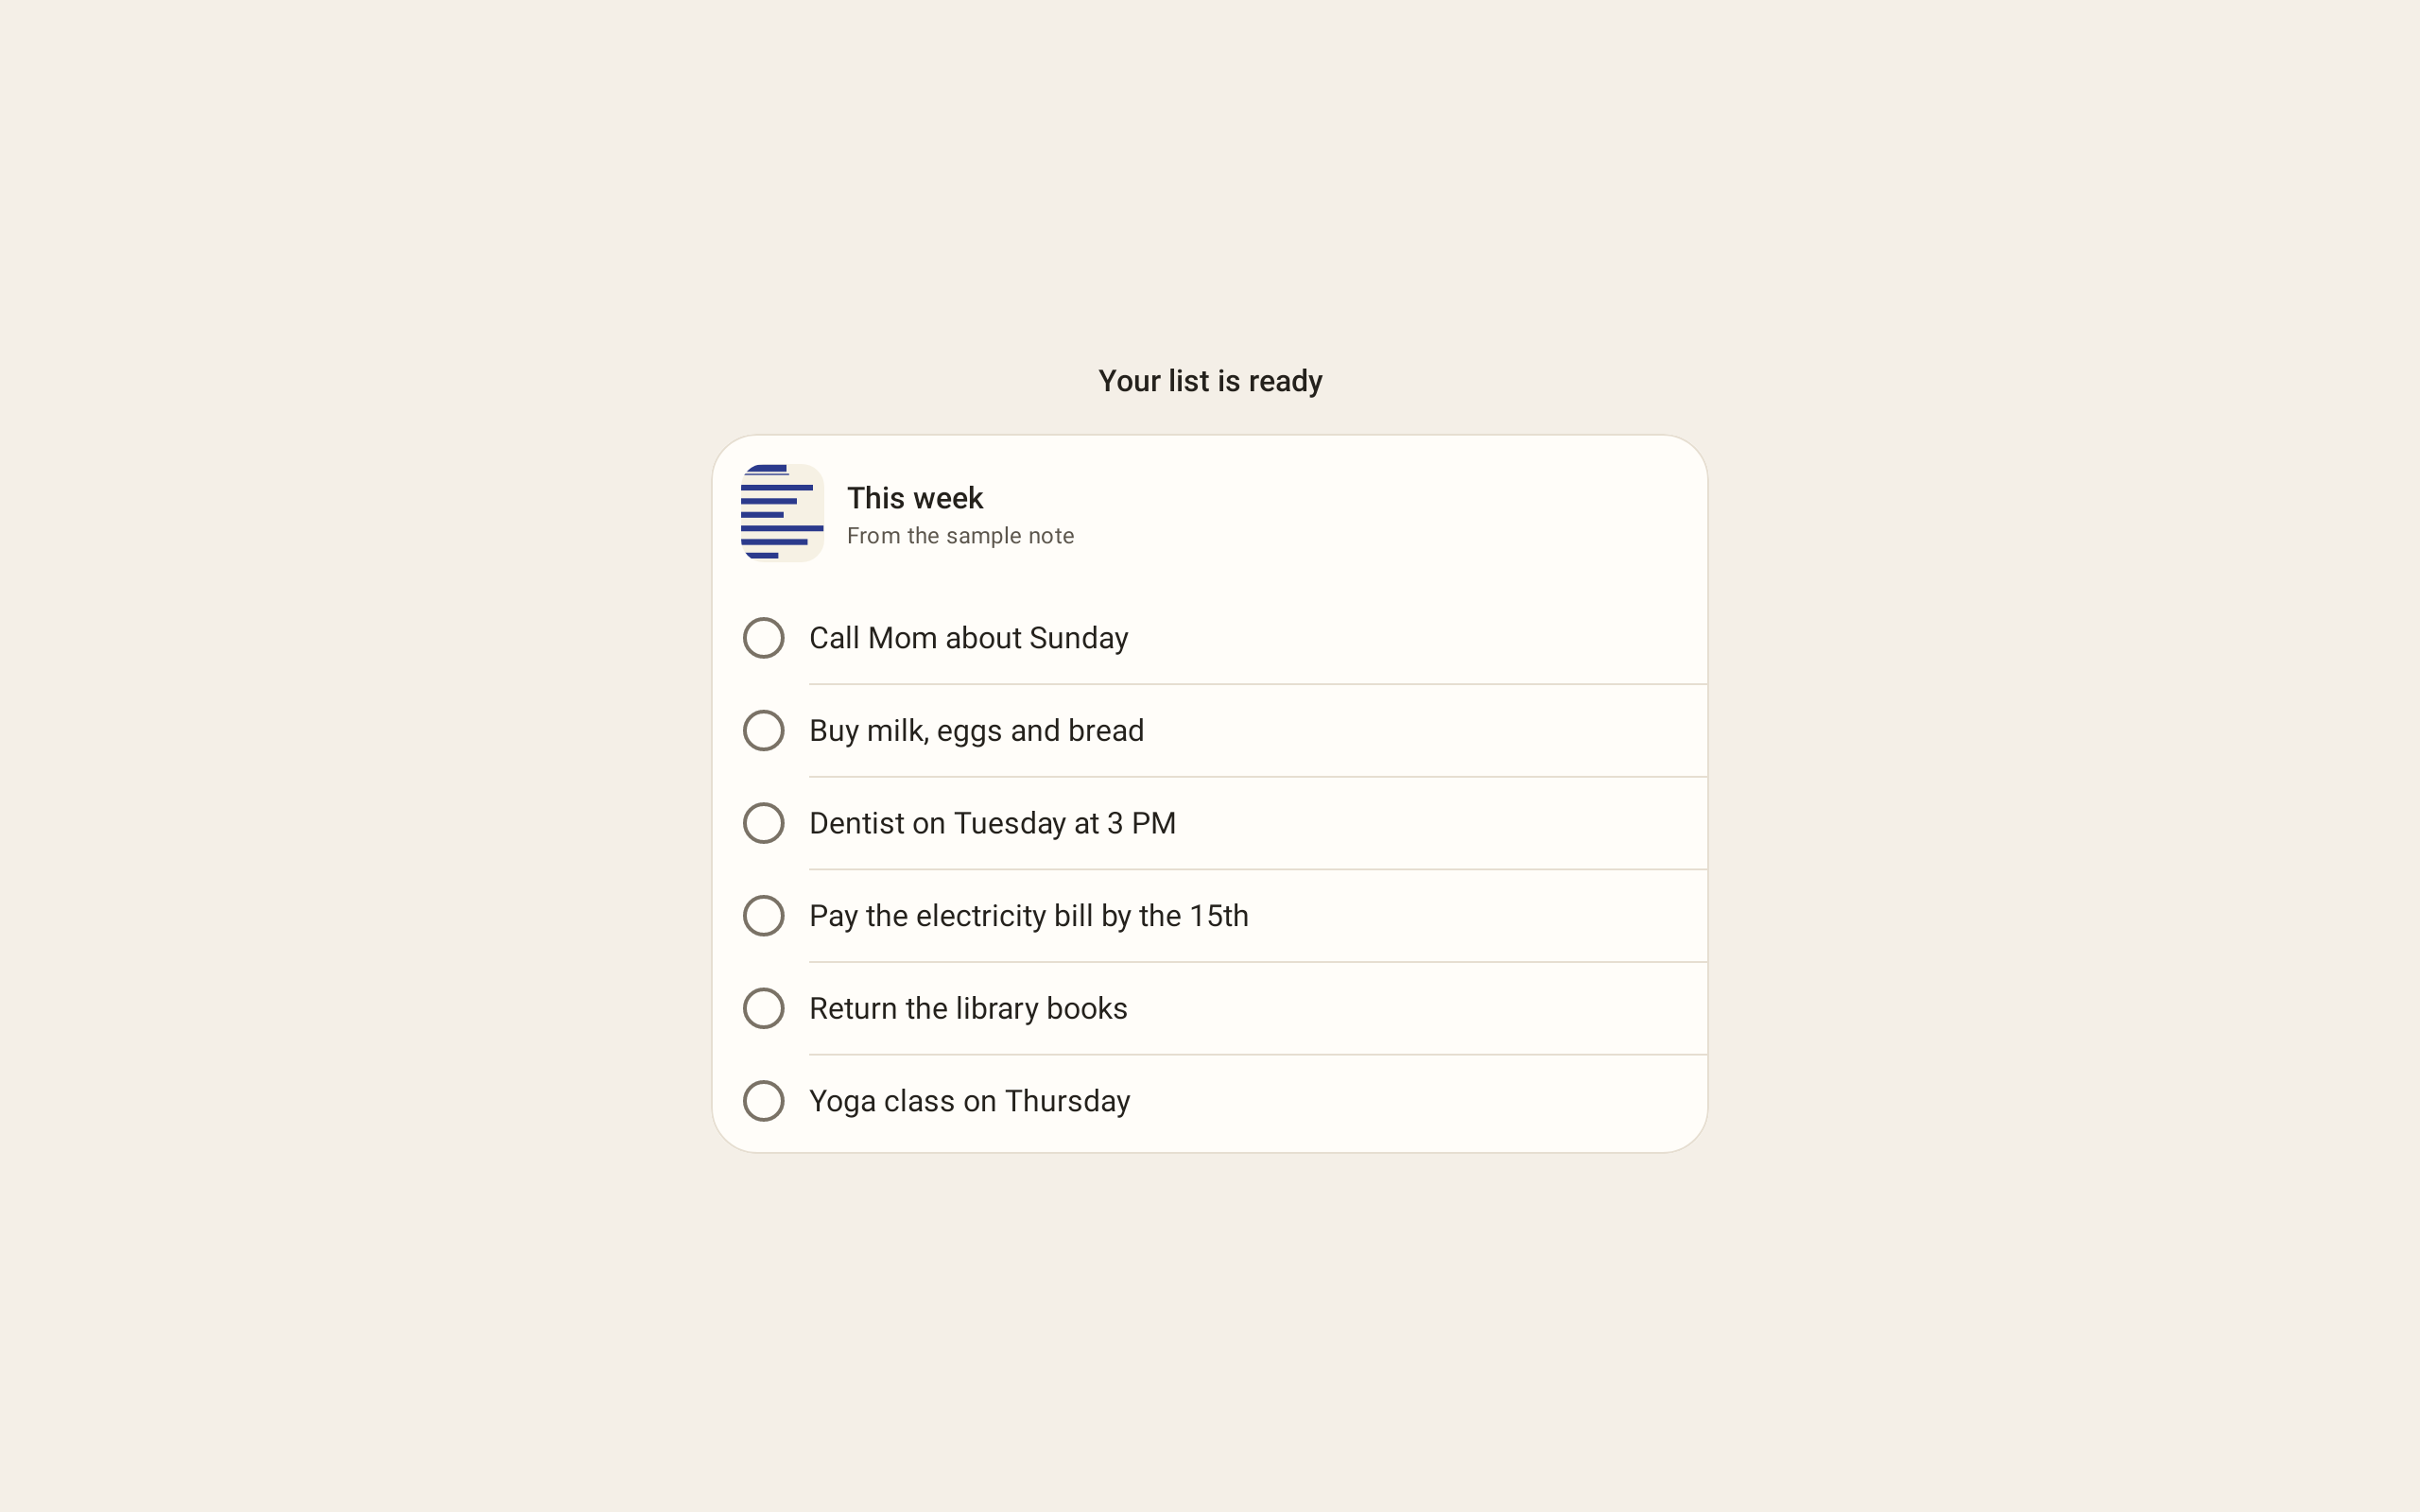 Your list is ready
This week
From the sample note
Call Mom about Sunday
Buy milk, eggs and bread
Dentist on Tuesday at 3 PM
Pay the electricity bill by the 15th
Return the library books
Yoga class on Thursday